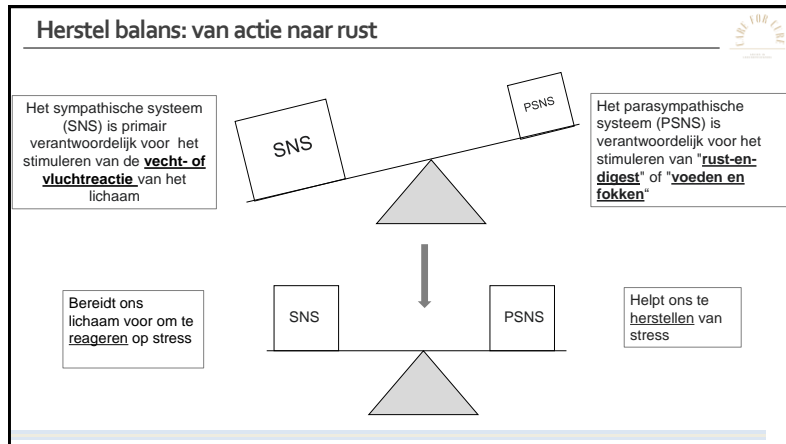 Herstel balans: van actie naar rust
CARE FOR CURE
Het sympathische systeem
(SNS) is primair
verantwoordelijk voor het
stimuleren van de vecht- of
vluchtreactie van het
lichaam
SNS
PSNS
Het parasympathische
systeem (PSNS) is
verantwoordelijk voor het
stimuleren van "rust-en-
digest" of "voeden en
fokken“
Bereidt ons
lichaam voor om te
reageren op stress
SNS
PSNS
Helpt ons te
herstellen van
stress